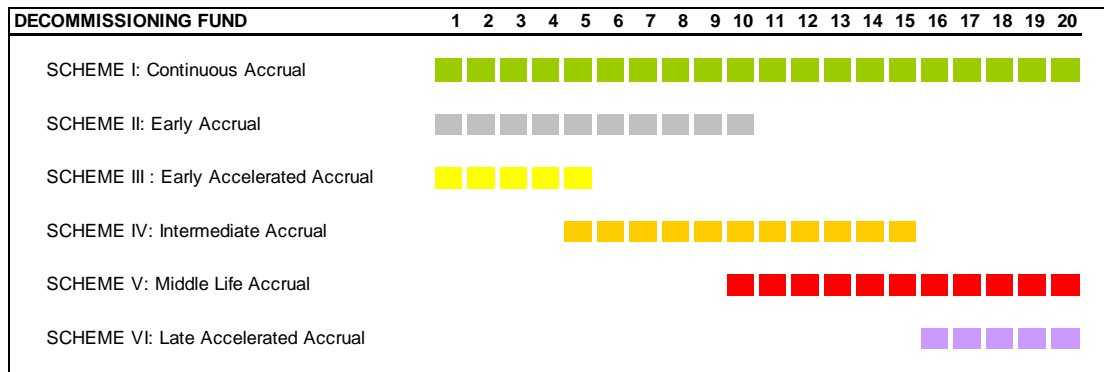 DECOMMISSIONING FUND 1 2 3 4 5 6 7 8 9 10 11 12 13 14 15 16 17 18 19 20
SCHEME I: Continuous Accrual
SCHEME II: Early Accrual
SCHEME III : Early Accelerated Accrual
SCHEME IV: Intermediate Accrual
SCHEME V: Middle Life Accrual
SCHEME VI: Late Accelerated Accrual